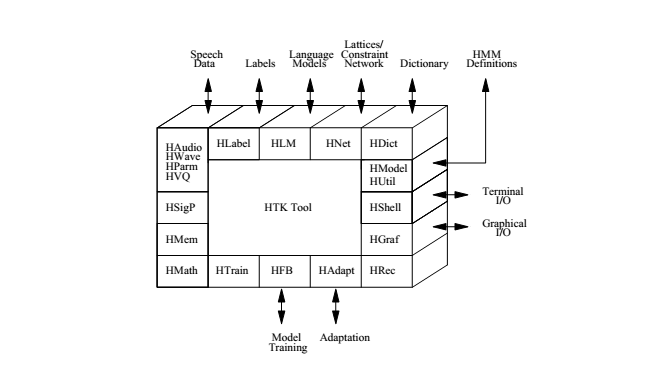 Speech
Data
Labels
Language
Models
Lattices/
Constraint
Network
Dictionary
HMM
Definitions
HAudio
HWave
HParm
HVQ
HLabel
HLM
HNet
HDict
HModel
HUtil
HSigP
HTK Tool
HShell
HMem
HGraf
HMath
HTrain
HFB
HAdapt
HRec
Terminal
I/O
Graphical
I/O
Model
Training
Adaptation